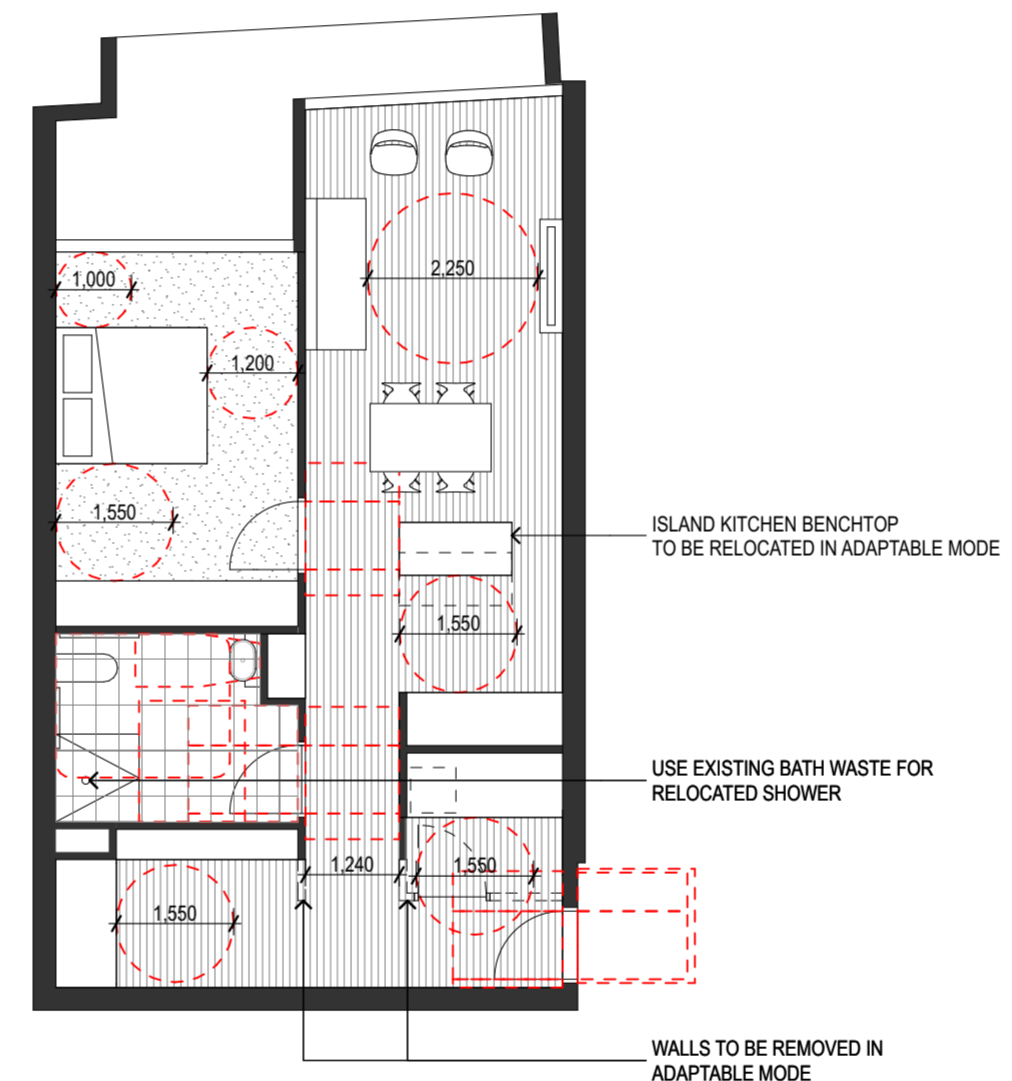 2,250
1,000
1,200
1,550
ISLAND KITCHEN BENCHTOP
TO BE RELOCATED IN ADAPTABLE MODE
1,550
USE EXISTING BATH WASTE FOR
RELOCATED SHOWER
1,240
1,550
1,550
WALLS TO BE REMOVED IN
ADAPTABLE MODE